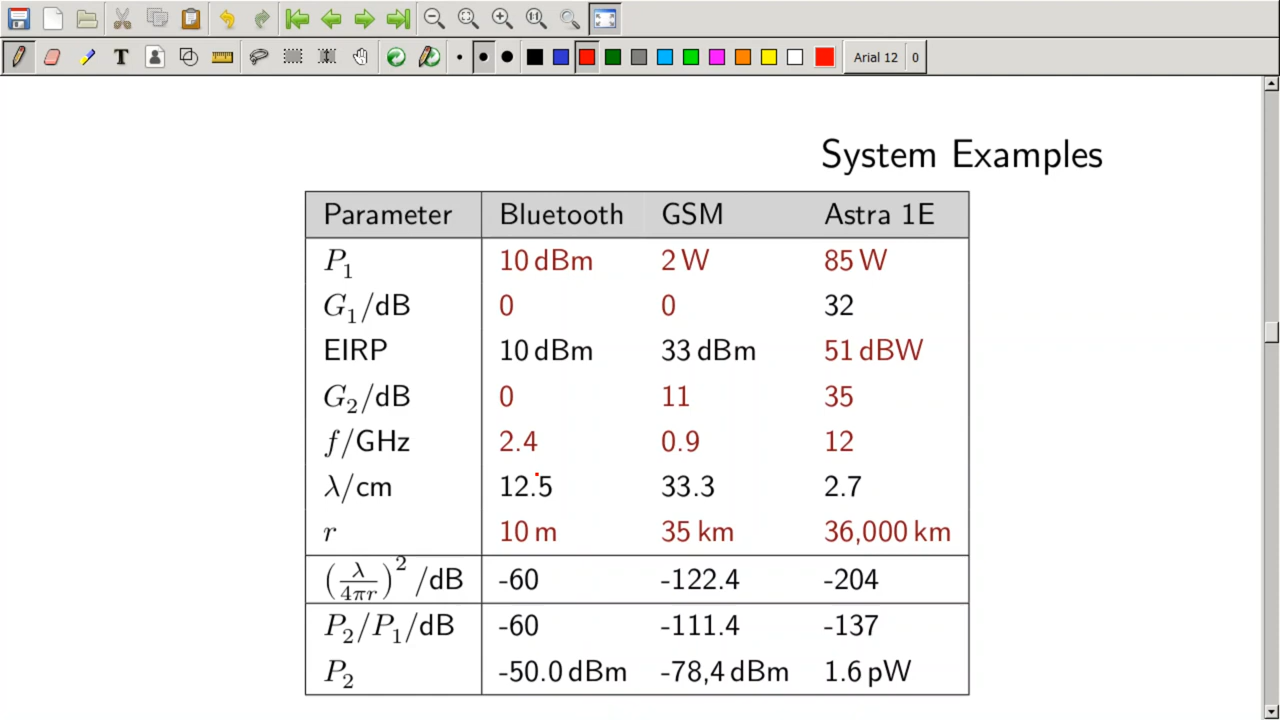 Arial 12 0
System Examples
Parameter Bluetooth GSM Astra 1E
P₁ 10 dBm 2 W 85 W
G₁/dB 0 0 32
EIRP 10 dBm 33 dBm 51 dBW
G₂/dB 0 11 35
f/GHz 2.4 0.9 12
λ/cm 12.5 33.3 2.7
r 10 m 35 km 36,000 km
(λ/4πr)² /dB -60 -122.4 -204
P₂/P₁/dB -60 -111.4 -137
P₂ -50.0 dBm -78,4 dBm 1.6 pW